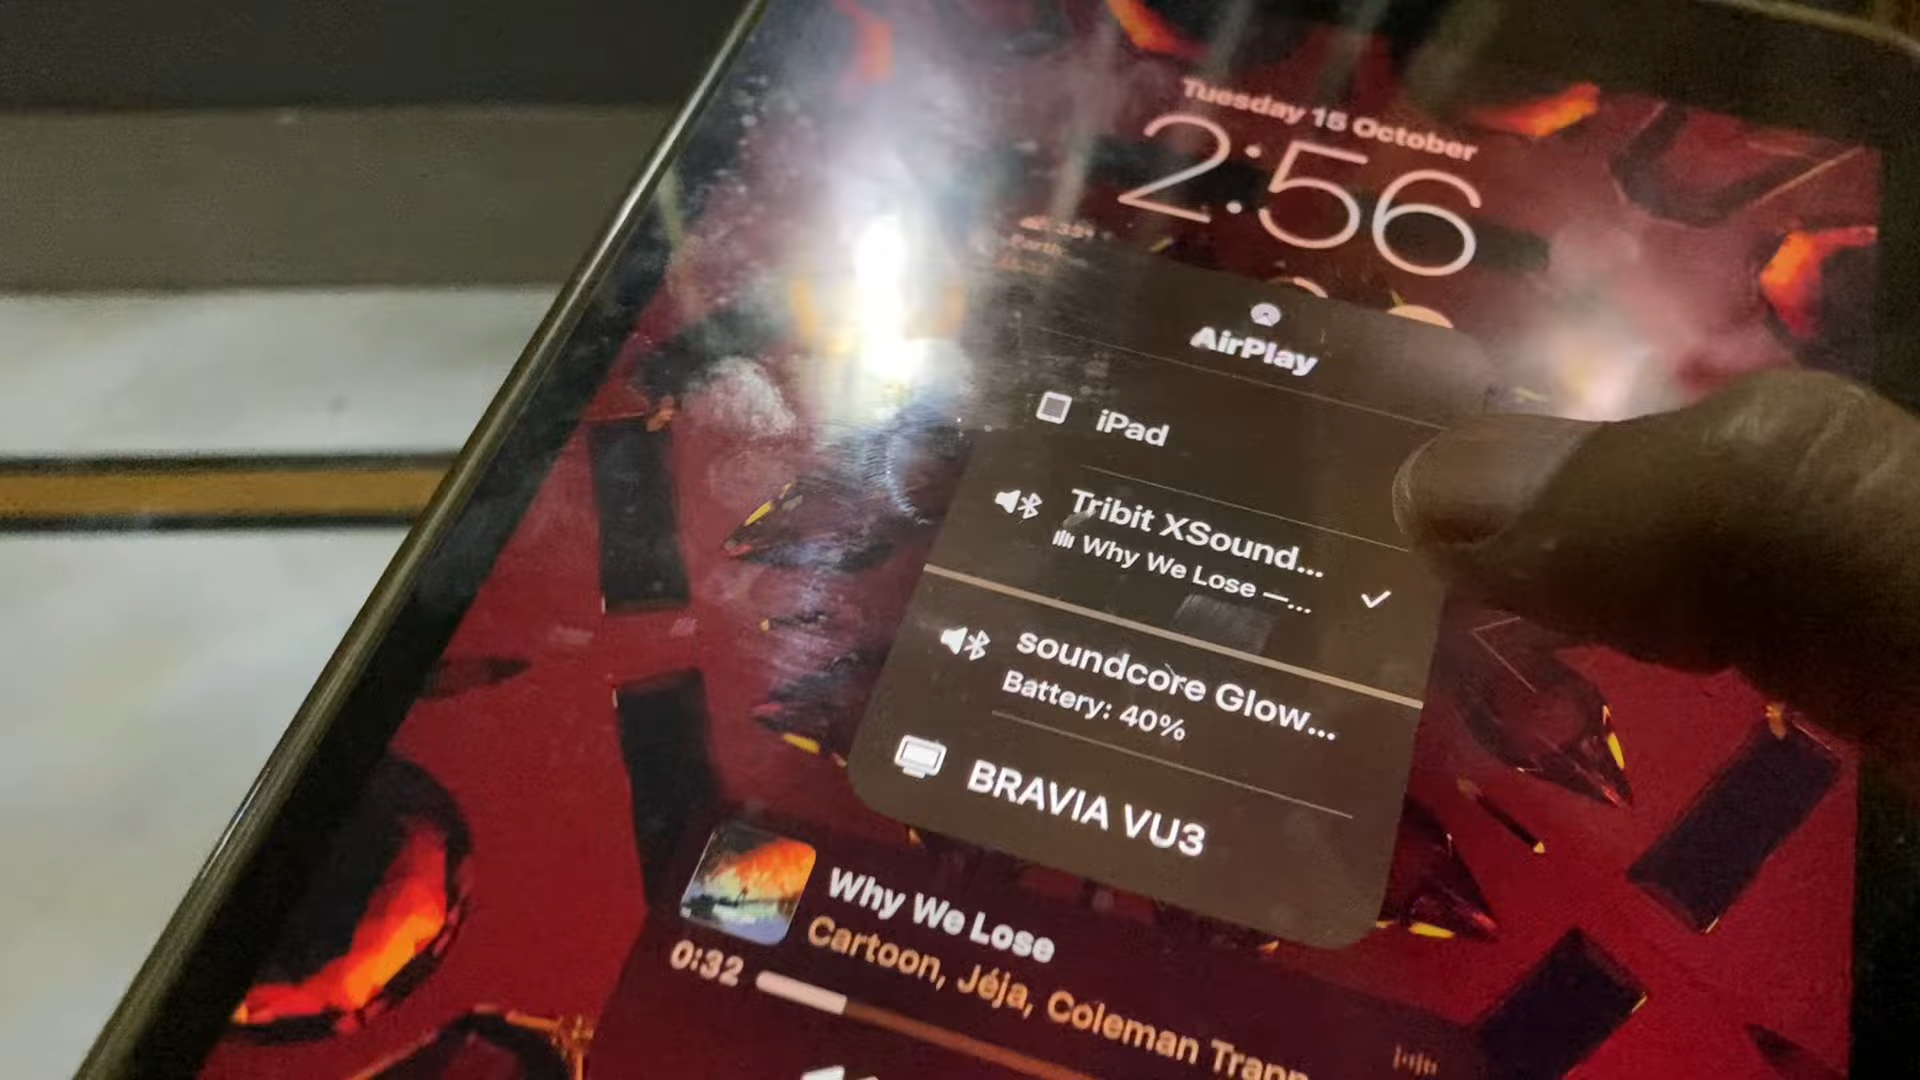 Tuesday 15 October
2:56
AirPlay
iPad
Tribit XSound...
Why We Lose —...
soundcore Glow...
Battery: 40%
BRAVIA VU3
Why We Lose
Cartoon, Jéja, Coleman Trapp
0:32